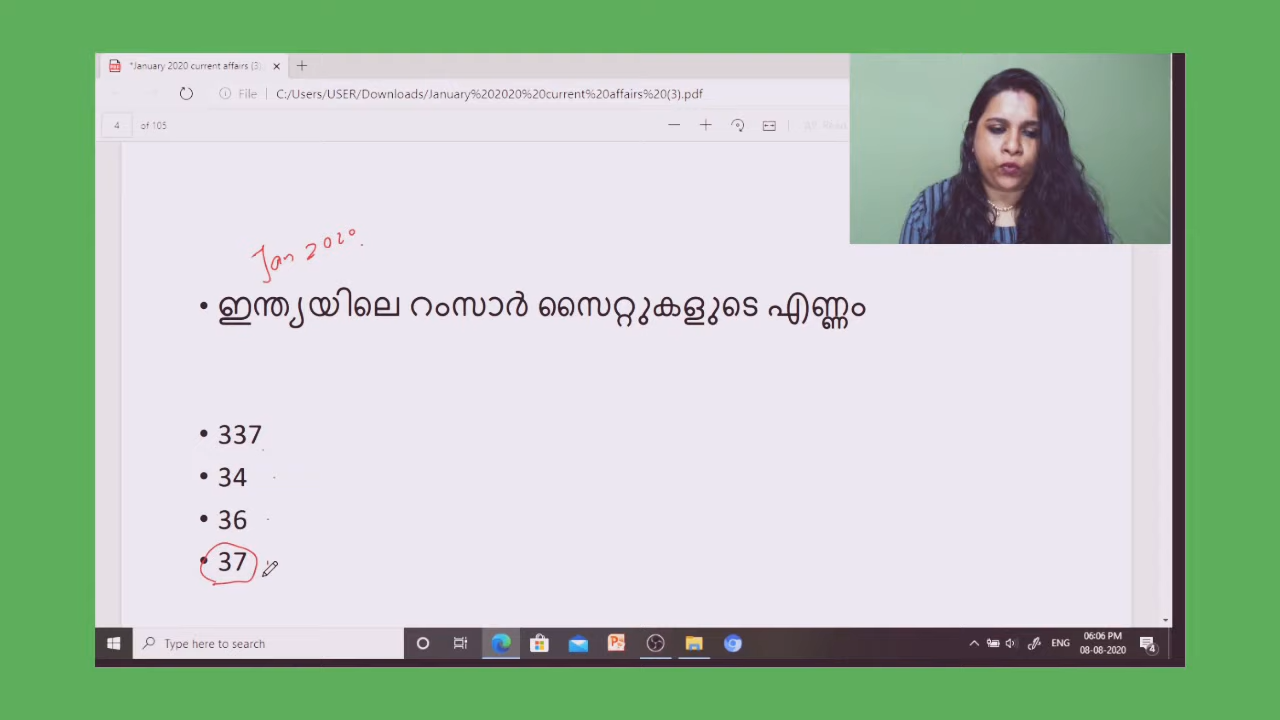 *January 2020 current affairs (3)
File C:/Users/USER/Downloads/January%202020%20current%20affairs%20(3).pdf
4 of 105
Jan 2020
• ഇന്ത്യയിലെ റംസാർ സൈറ്റുകളുടെ എണ്ണം
• 337
• 34
• 36
• 37
Type here to search
ENG
06:06 PM
08-08-2020
4